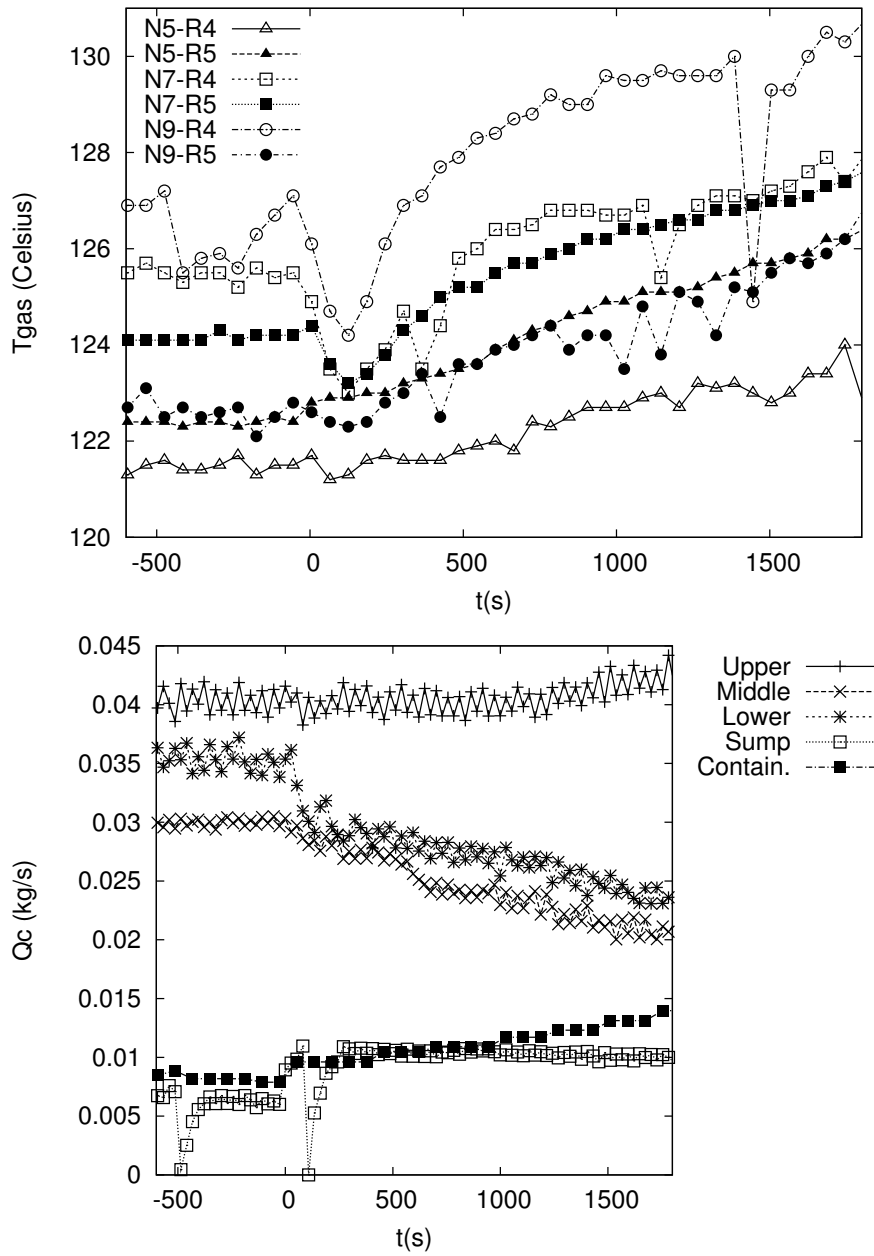 130
128
126
124
122
120
Tgas (Celsius)
N5-R4
N5-R5
N7-R4
N7-R5
N9-R4
N9-R5
-500 0 500 1000 1500
t(s)
0.045
0.04
0.035
0.03
0.025
0.02
0.015
0.01
0.005
0
Qc (kg/s)
Upper
Middle
Lower
Sump
Contain.
-500 0 500 1000 1500
t(s)